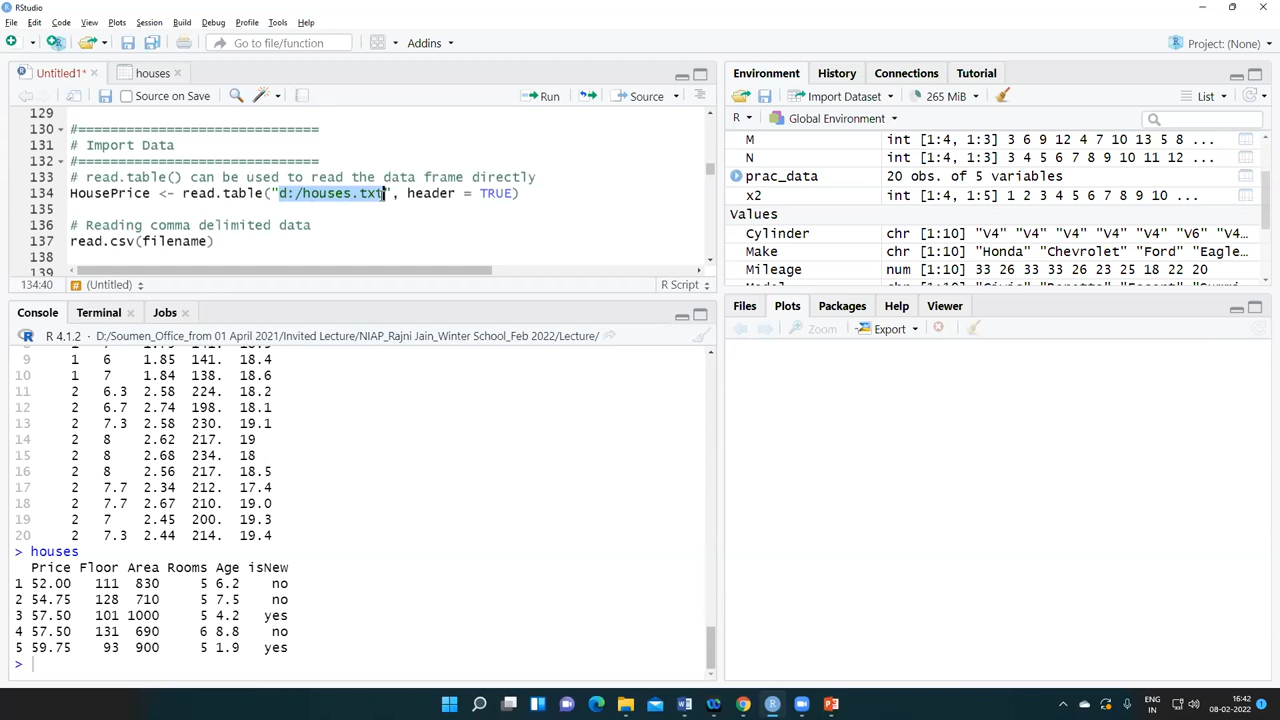 RStudio
File Edit Code View Plots Session Build Debug Profile Tools Help
Go to file/function Addins Project: (None)
Untitled1* houses
Source on Save Run Source
129
130 #==============================
131 # Import Data
132 #==============================
133 # read.table() can be used to read the data frame directly
134 HousePrice <- read.table("d:/houses.txt", header = TRUE)
135
136 # Reading comma delimited data
137 read.csv(filename)
138
139
134:40 (Untitled) R Script
Console Terminal Jobs
R 4.1.2 · D:/Soumen_Office_from 01 April 2021/Invited Lecture/NIAP_Rajni Jain_Winter School_Feb 2022/Lecture/
9 1 6 1.85 141. 18.4
10 1 7 1.84 138. 18.6
11 2 6.3 2.58 224. 18.2
12 2 6.7 2.74 198. 18.1
13 2 7.3 2.58 230. 19.1
14 2 8 2.62 217. 19
15 2 8 2.68 234. 18
16 2 8 2.56 217. 18.5
17 2 7.7 2.34 212. 17.4
18 2 7.7 2.67 210. 19.0
19 2 7 2.45 200. 19.3
20 2 7.3 2.44 214. 19.4
> houses
Price Floor Area Rooms Age isNew
1 52.00 111 830 5 6.2 no
2 54.75 128 710 5 7.5 no
3 57.50 101 1000 5 4.2 yes
4 57.50 131 690 6 8.8 no
5 59.75 93 900 5 1.9 yes
>
Environment History Connections Tutorial
Import Dataset 265 MiB List
R Global Environment
M int [1:4, 1:3] 3 6 9 12 4 7 10 13 5 8 ...
N int [1:4, 1:3] 3 4 5 6 7 8 9 10 11 12 ...
prac_data 20 obs. of 5 variables
x2 int [1:4, 1:5] 1 2 3 4 5 6 7 8 9 10 ...
Values
Cylinder chr [1:10] "V4" "V4" "V4" "V4" "V4" "V6" "V4…
Make chr [1:10] "Honda" "Chevrolet" "Ford" "Eagle…
Mileage num [1:10] 33 26 33 33 26 23 25 18 22 20
Files Plots Packages Help Viewer
Zoom Export
ENG
IN
16:42
08-02-2022